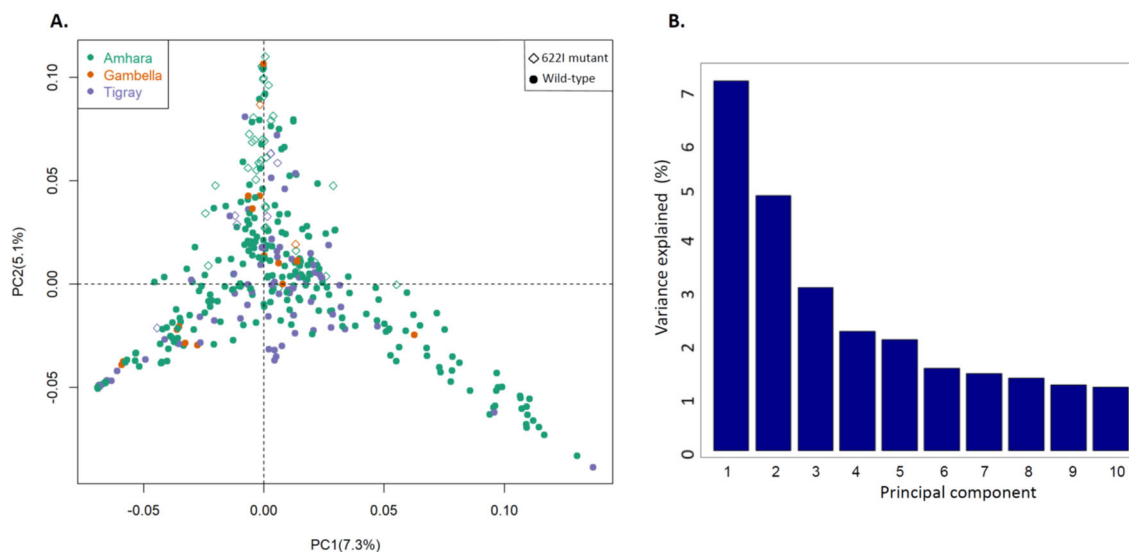 A.
Amhara
Gambella
Tigray
622I mutant
Wild-type
0.10
0.05
0.00
-0.05
PC2(5.1%)
-0.05
0.00
0.05
0.10
PC1(7.3%)
B.
7
6
5
4
3
2
1
0
Variance explained (%)
1 2 3 4 5 6 7 8 9 10
Principal component